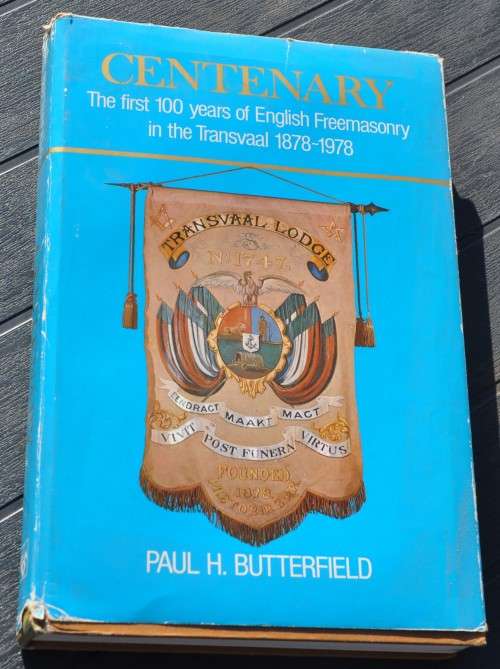 CENTENARY
The first 100 years of English Freemasonry
in the Transvaal 1878-1978
TRANSVAAL LODGE
No. 1747.
EENDRACT MAAKT MACT
VIVIT POST FUNERA VIRTUS
FOUNDED
1878
PAUL H. BUTTERFIELD